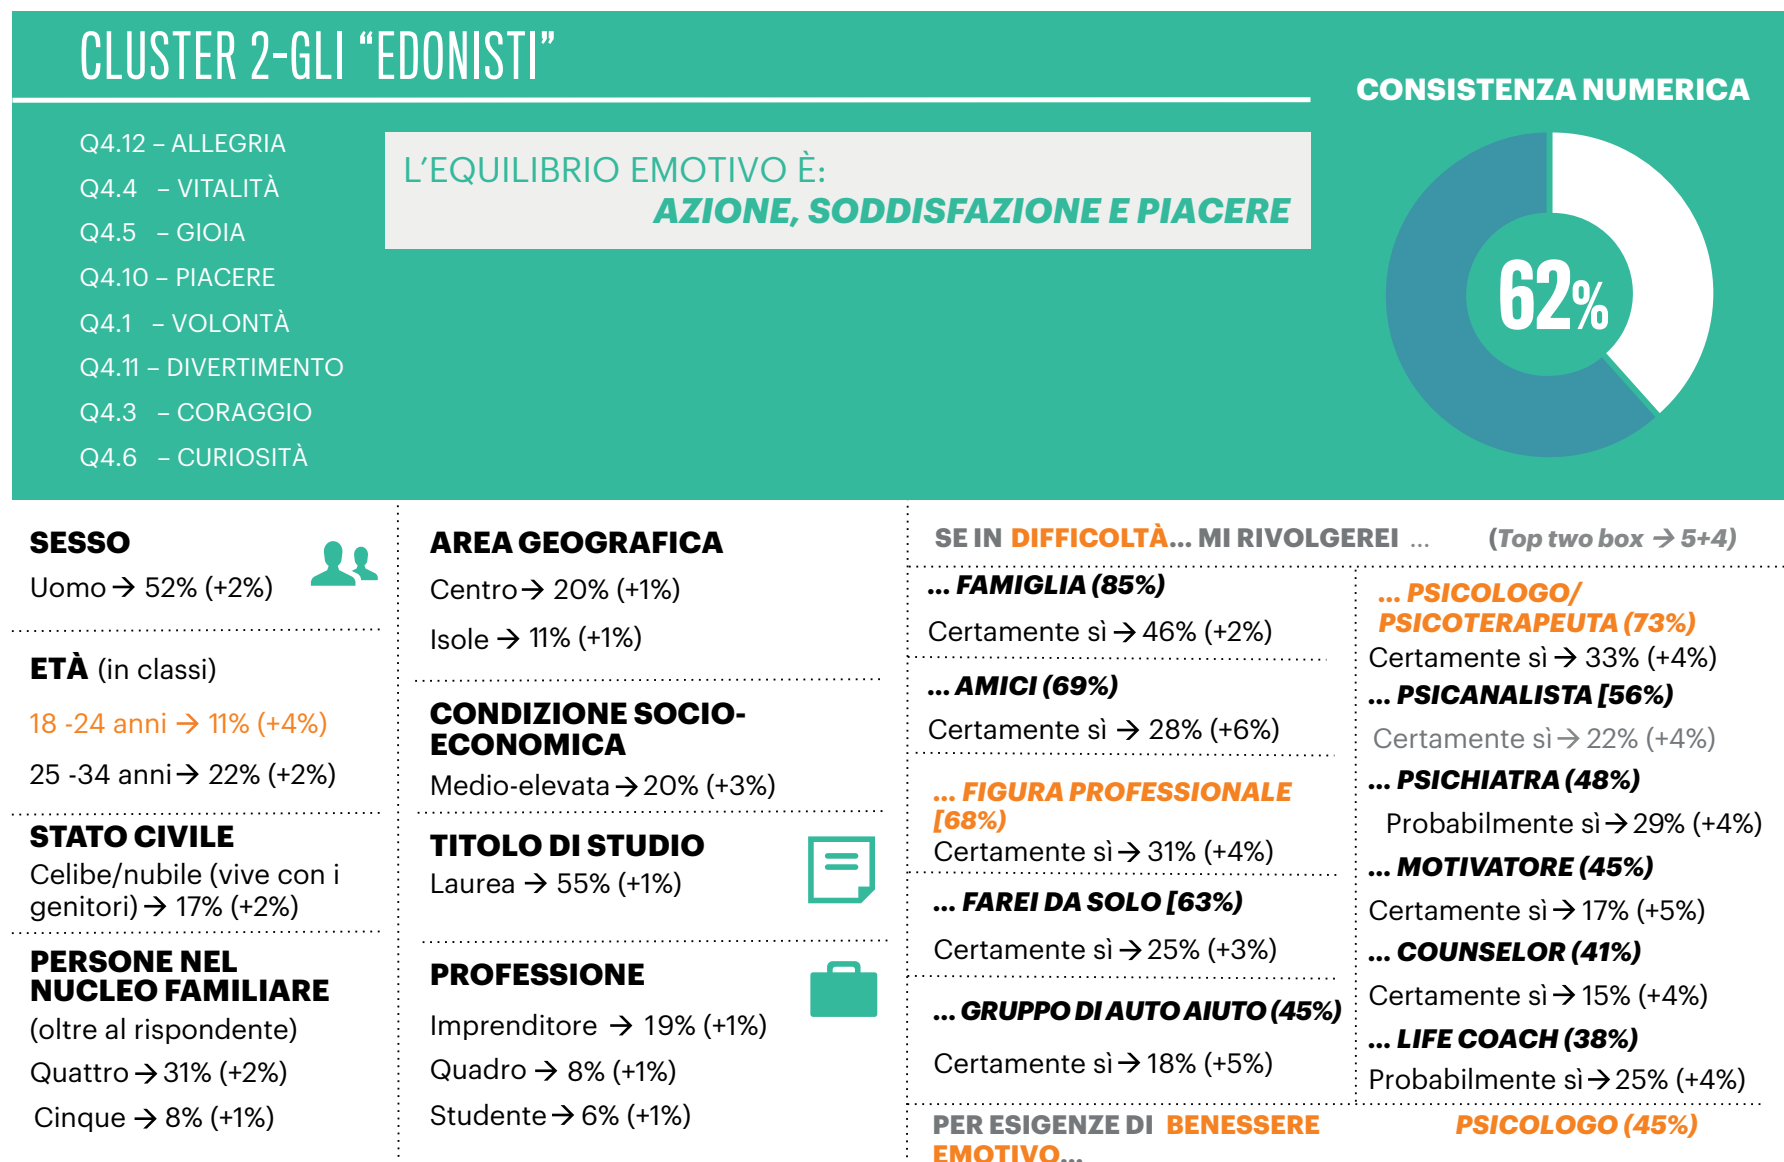 CLUSTER 2-GLI “EDONISTI”
CONSISTENZA NUMERICA
62%
Q4.12 – ALLEGRIA
Q4.4 – VITALITÀ
Q4.5 – GIOIA
Q4.10 – PIACERE
Q4.1 – VOLONTÀ
Q4.11 – DIVERTIMENTO
Q4.3 – CORAGGIO
Q4.6 – CURIOSITÀ
L’EQUILIBRIO EMOTIVO È:
AZIONE, SODDISFAZIONE E PIACERE
SESSO
Uomo → 52% (+2%)
ETÀ (in classi)
18 -24 anni → 11% (+4%)
25 -34 anni → 22% (+2%)
STATO CIVILE
Celibe/nubile (vive con i
genitori) → 17% (+2%)
PERSONE NEL
NUCLEO FAMILIARE
(oltre al rispondente)
Quattro → 31% (+2%)
Cinque → 8% (+1%)
AREA GEOGRAFICA
Centro → 20% (+1%)
Isole → 11% (+1%)
CONDIZIONE SOCIO-
ECONOMICA
Medio-elevata → 20% (+3%)
TITOLO DI STUDIO
Laurea → 55% (+1%)
PROFESSIONE
Imprenditore → 19% (+1%)
Quadro → 8% (+1%)
Studente → 6% (+1%)
SE IN DIFFICOLTÀ... MI RIVOLGEREI ... (Top two box → 5+4)
... FAMIGLIA (85%)
Certamente sì → 46% (+2%)
... AMICI (69%)
Certamente sì → 28% (+6%)
... FIGURA PROFESSIONALE
[68%)
Certamente sì → 31% (+4%)
... FAREI DA SOLO [63%)
Certamente sì → 25% (+3%)
... GRUPPO DI AUTO AIUTO (45%)
Certamente sì → 18% (+5%)
... PSICOLOGO/
PSICOTERAPEUTA (73%)
Certamente sì → 33% (+4%)
... PSICANALISTA [56%)
Certamente sì → 22% (+4%)
... PSICHIATRA (48%)
Probabilmente sì → 29% (+4%)
... MOTIVATORE (45%)
Certamente sì → 17% (+5%)
... COUNSELOR (41%)
Certamente sì → 15% (+4%)
... LIFE COACH (38%)
Probabilmente sì → 25% (+4%)
PER ESIGENZE DI BENESSERE
EMOTIVO...
PSICOLOGO (45%)